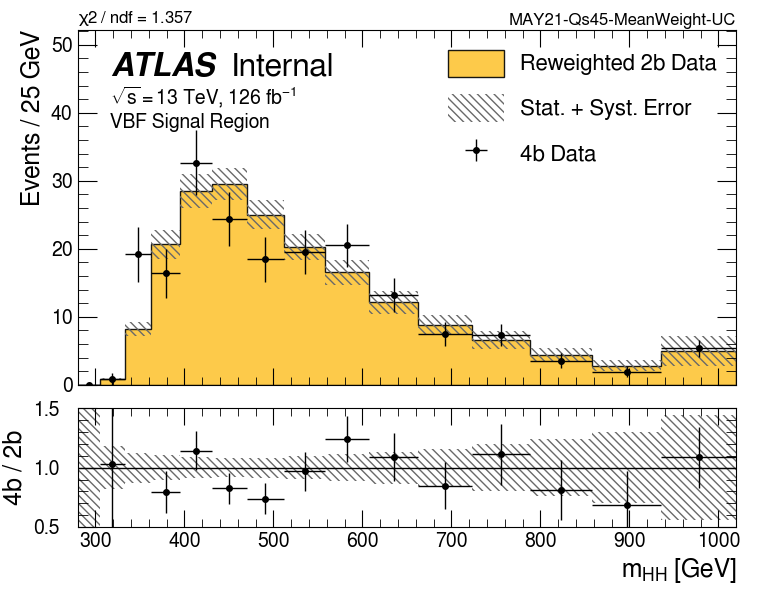 χ² / ndf = 1.357
MAY21-Qs45-MeanWeight-UC
Events / 25 GeV
50
40
30
20
10
0
ATLAS Internal
√s = 13 TeV, 126 fb⁻¹
VBF Signal Region
Reweighted 2b Data
Stat. + Syst. Error
4b Data
4b / 2b
1.5
1.0
0.5
300 400 500 600 700 800 900 1000
m_HH [GeV]